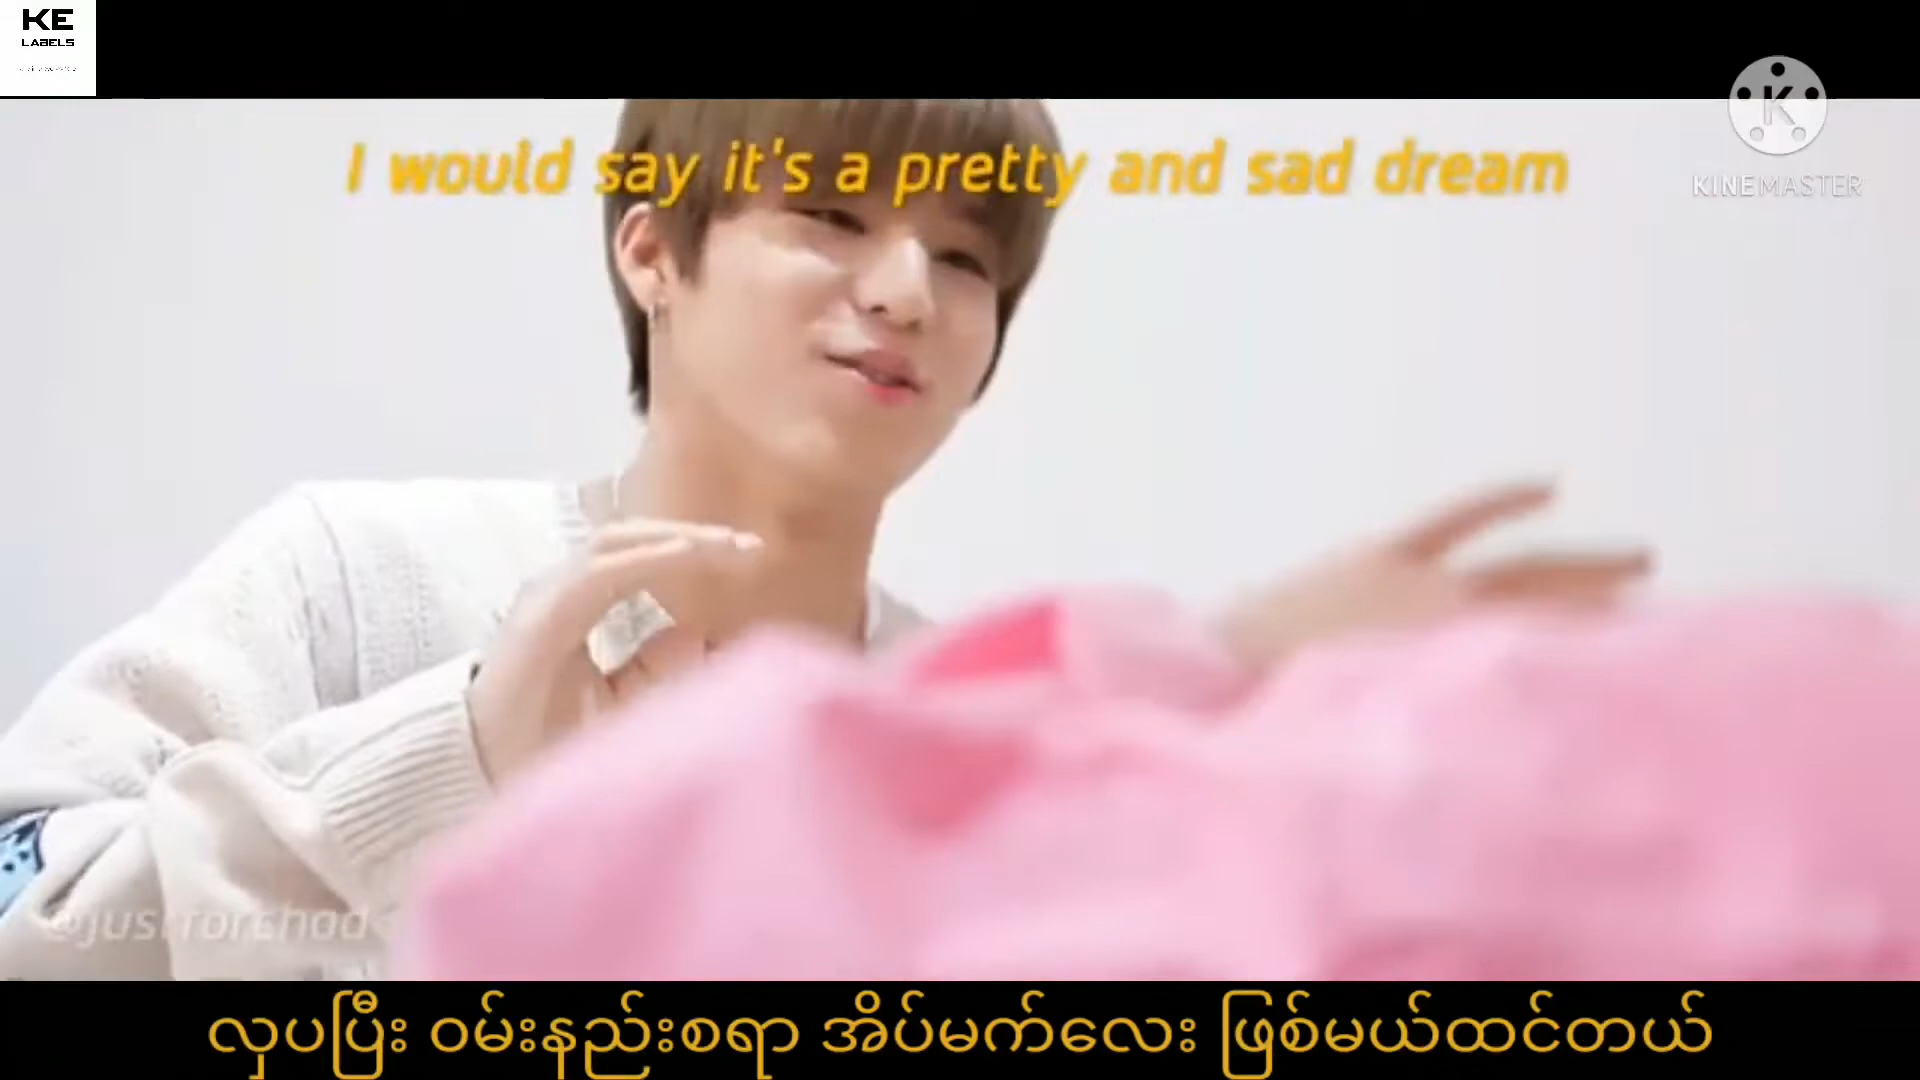 KE
LABELS
I would say it's a pretty and sad dream
K
KINEMASTER
@justforchod
လှပပြီး ဝမ်းနည်းစရာ အိပ်မက်လေး ဖြစ်မယ်ထင်တယ်